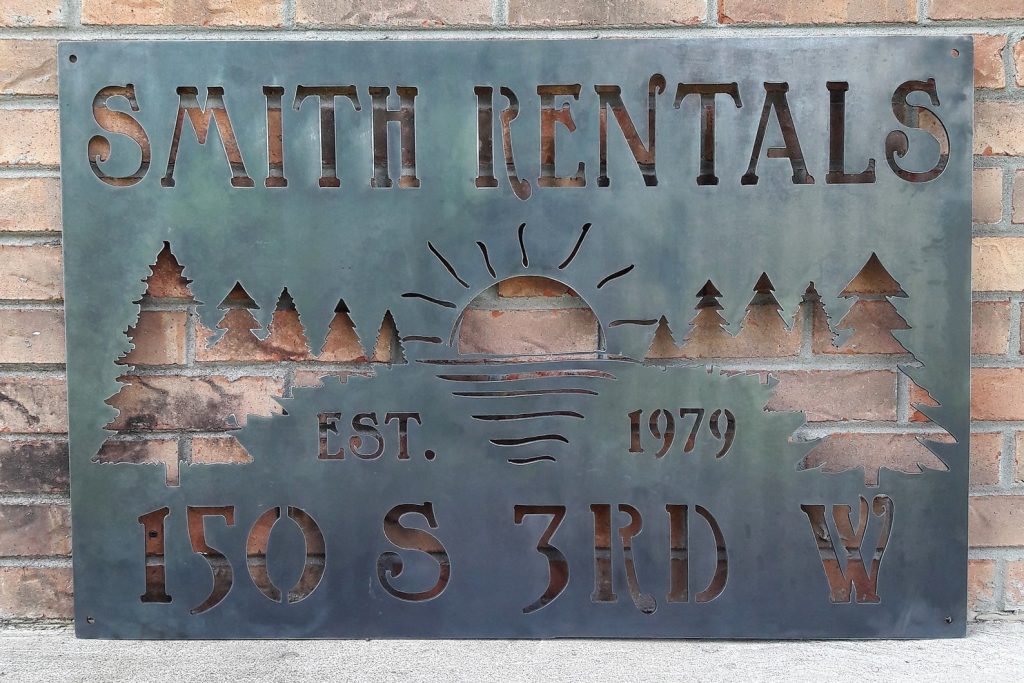 SMITH RENTALS
EST. 1979
150 S 3RD W